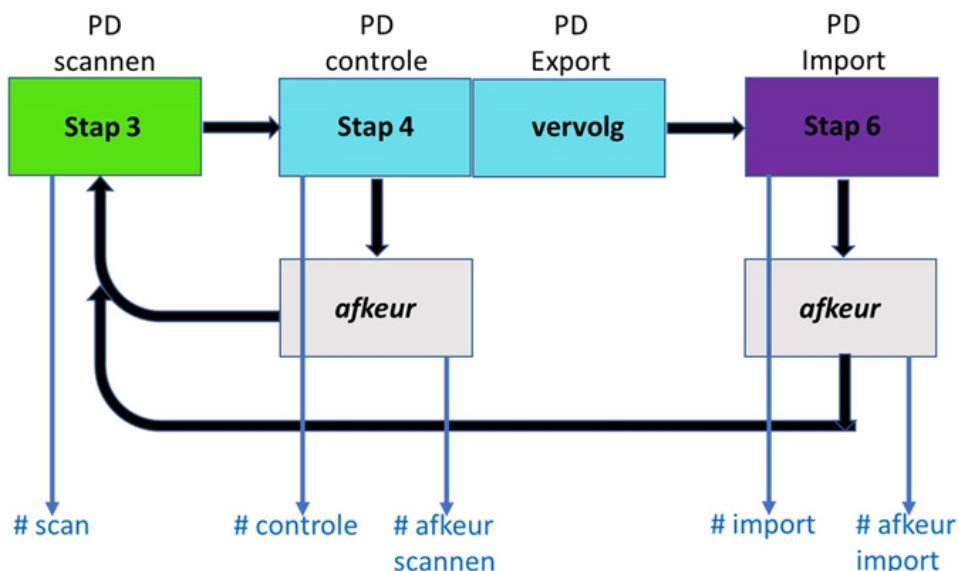 PD
scannen
PD
controle
PD
Export
PD
Import
Stap 3
Stap 4
vervolg
Stap 6
afkeur
afkeur
# scan
# controle
# afkeur
scannen
# import
# afkeur
import